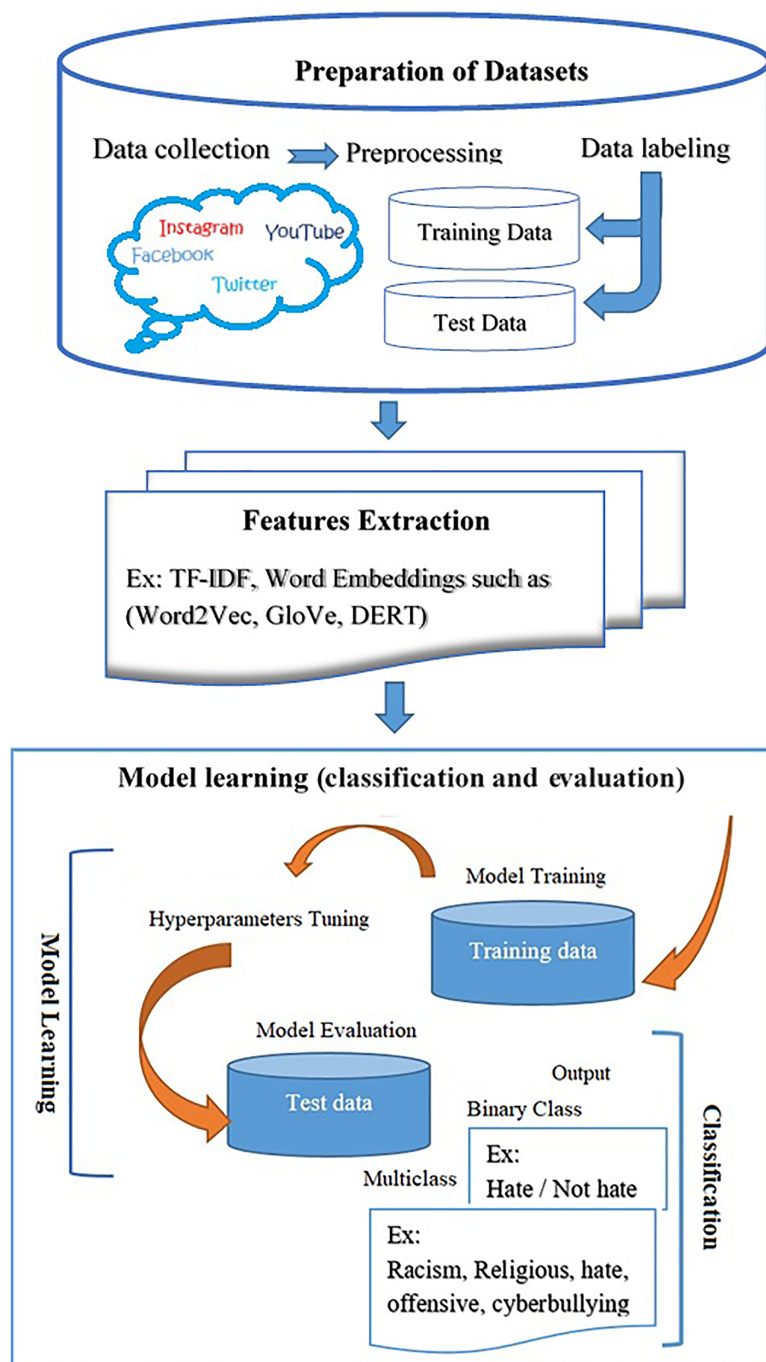 Preparation of Datasets
Data collection
Preprocessing
Data labeling
Instagram
YouTube
Facebook
Twitter
Training Data
Test Data
Features Extraction
Ex: TF-IDF, Word Embeddings such as
(Word2Vec, GloVe, DERT)
Model learning (classification and evaluation)
Model Learning
Model Training
Training data
Hyperparameters Tuning
Model Evaluation
Test data
Classification
Output
Binary Class
Ex:
Hate / Not hate
Multiclass
Ex:
Racism, Religious, hate,
offensive, cyberbullying